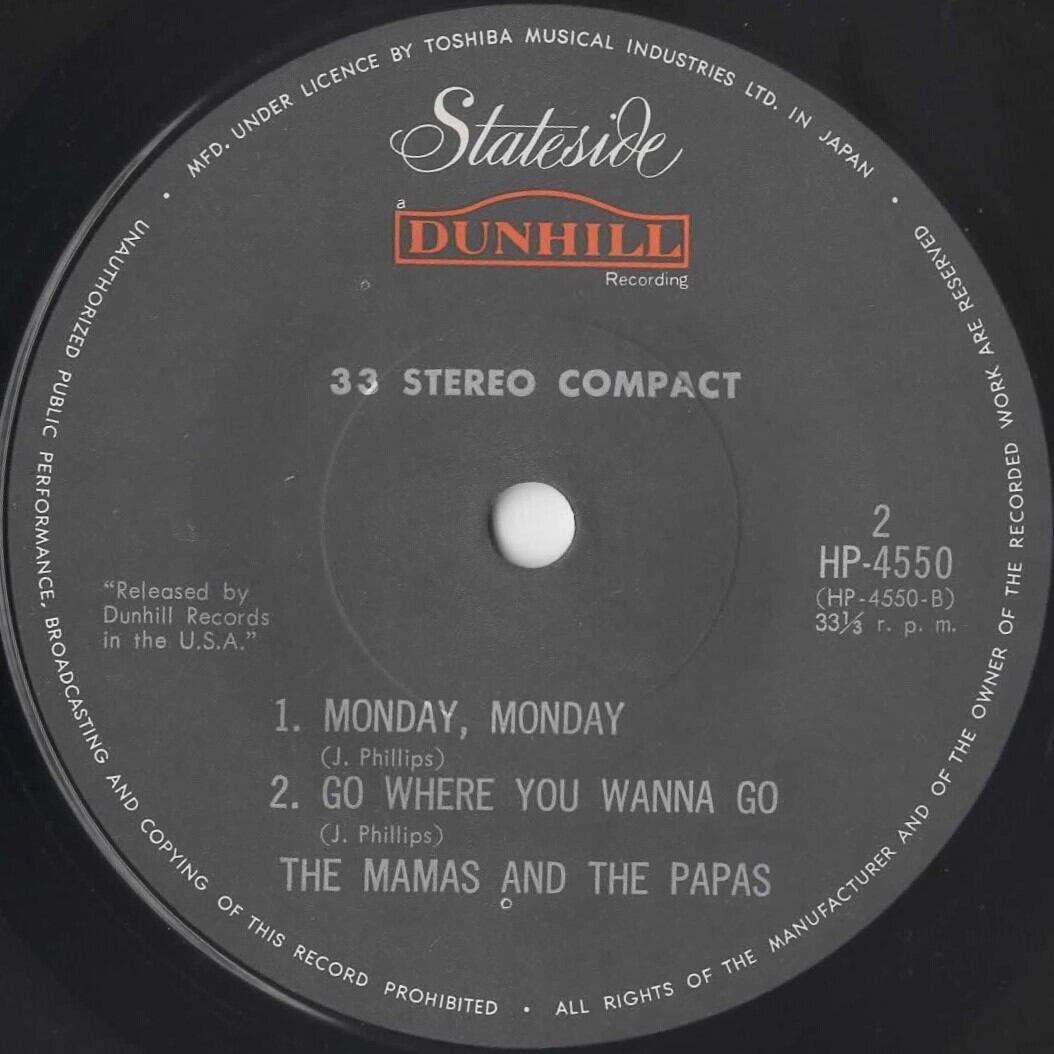 MFD. UNDER LICENCE BY TOSHIBA MUSICAL INDUSTRIES LTD. IN JAPAN
Stateside
a
DUNHILL
Recording
33 STEREO COMPACT
2
HP-4550
(HP-4550-B)
33⅓ r. p. m.
"Released by
Dunhill Records
in the U.S.A."
1. MONDAY, MONDAY
(J. Phillips)
2. GO WHERE YOU WANNA GO
(J. Phillips)
THE MAMAS AND THE PAPAS
UNAUTHORIZED PUBLIC PERFORMANCE, BROADCASTING AND COPYING OF THIS RECORD PROHIBITED • ALL RIGHTS OF THE MANUFACTURER AND OF THE OWNER OF THE RECORDED WORK ARE RESERVED